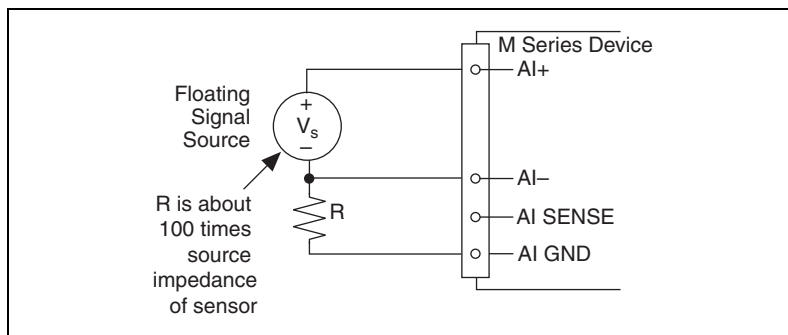 M Series Device
AI+
Floating
Signal
Source
+
Vs
–
AI–
R is about
100 times
source
impedance
of sensor
R
AI SENSE
AI GND